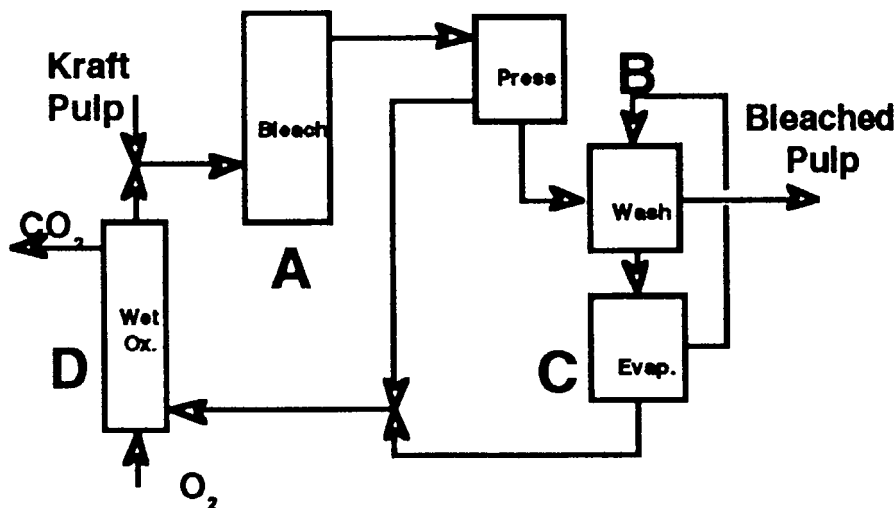 Kraft
Pulp
Bleach
Press
B
Bleached
Pulp
Wash
CO₂
A
Wet
Ox.
D
C
Evap.
O₂